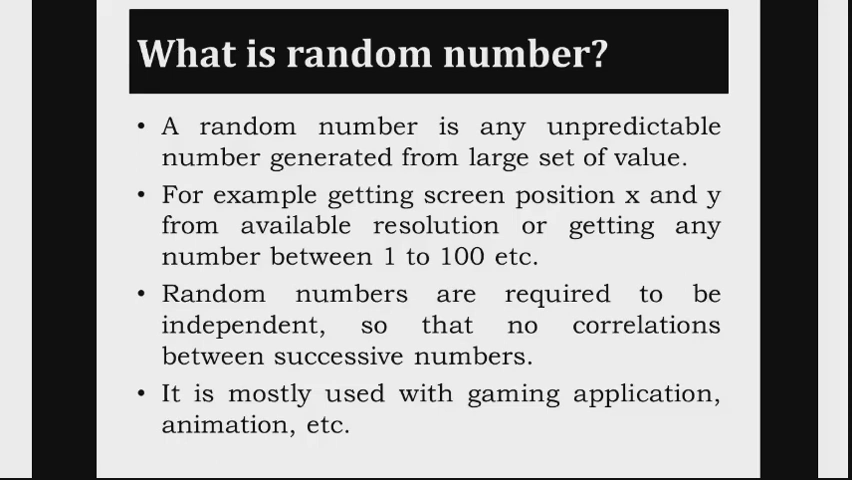 What is random number?
• A random number is any unpredictable
number generated from large set of value.
• For example getting screen position x and y
from available resolution or getting any
number between 1 to 100 etc.
• Random numbers are required to be
independent, so that no correlations
between successive numbers.
• It is mostly used with gaming application,
animation, etc.